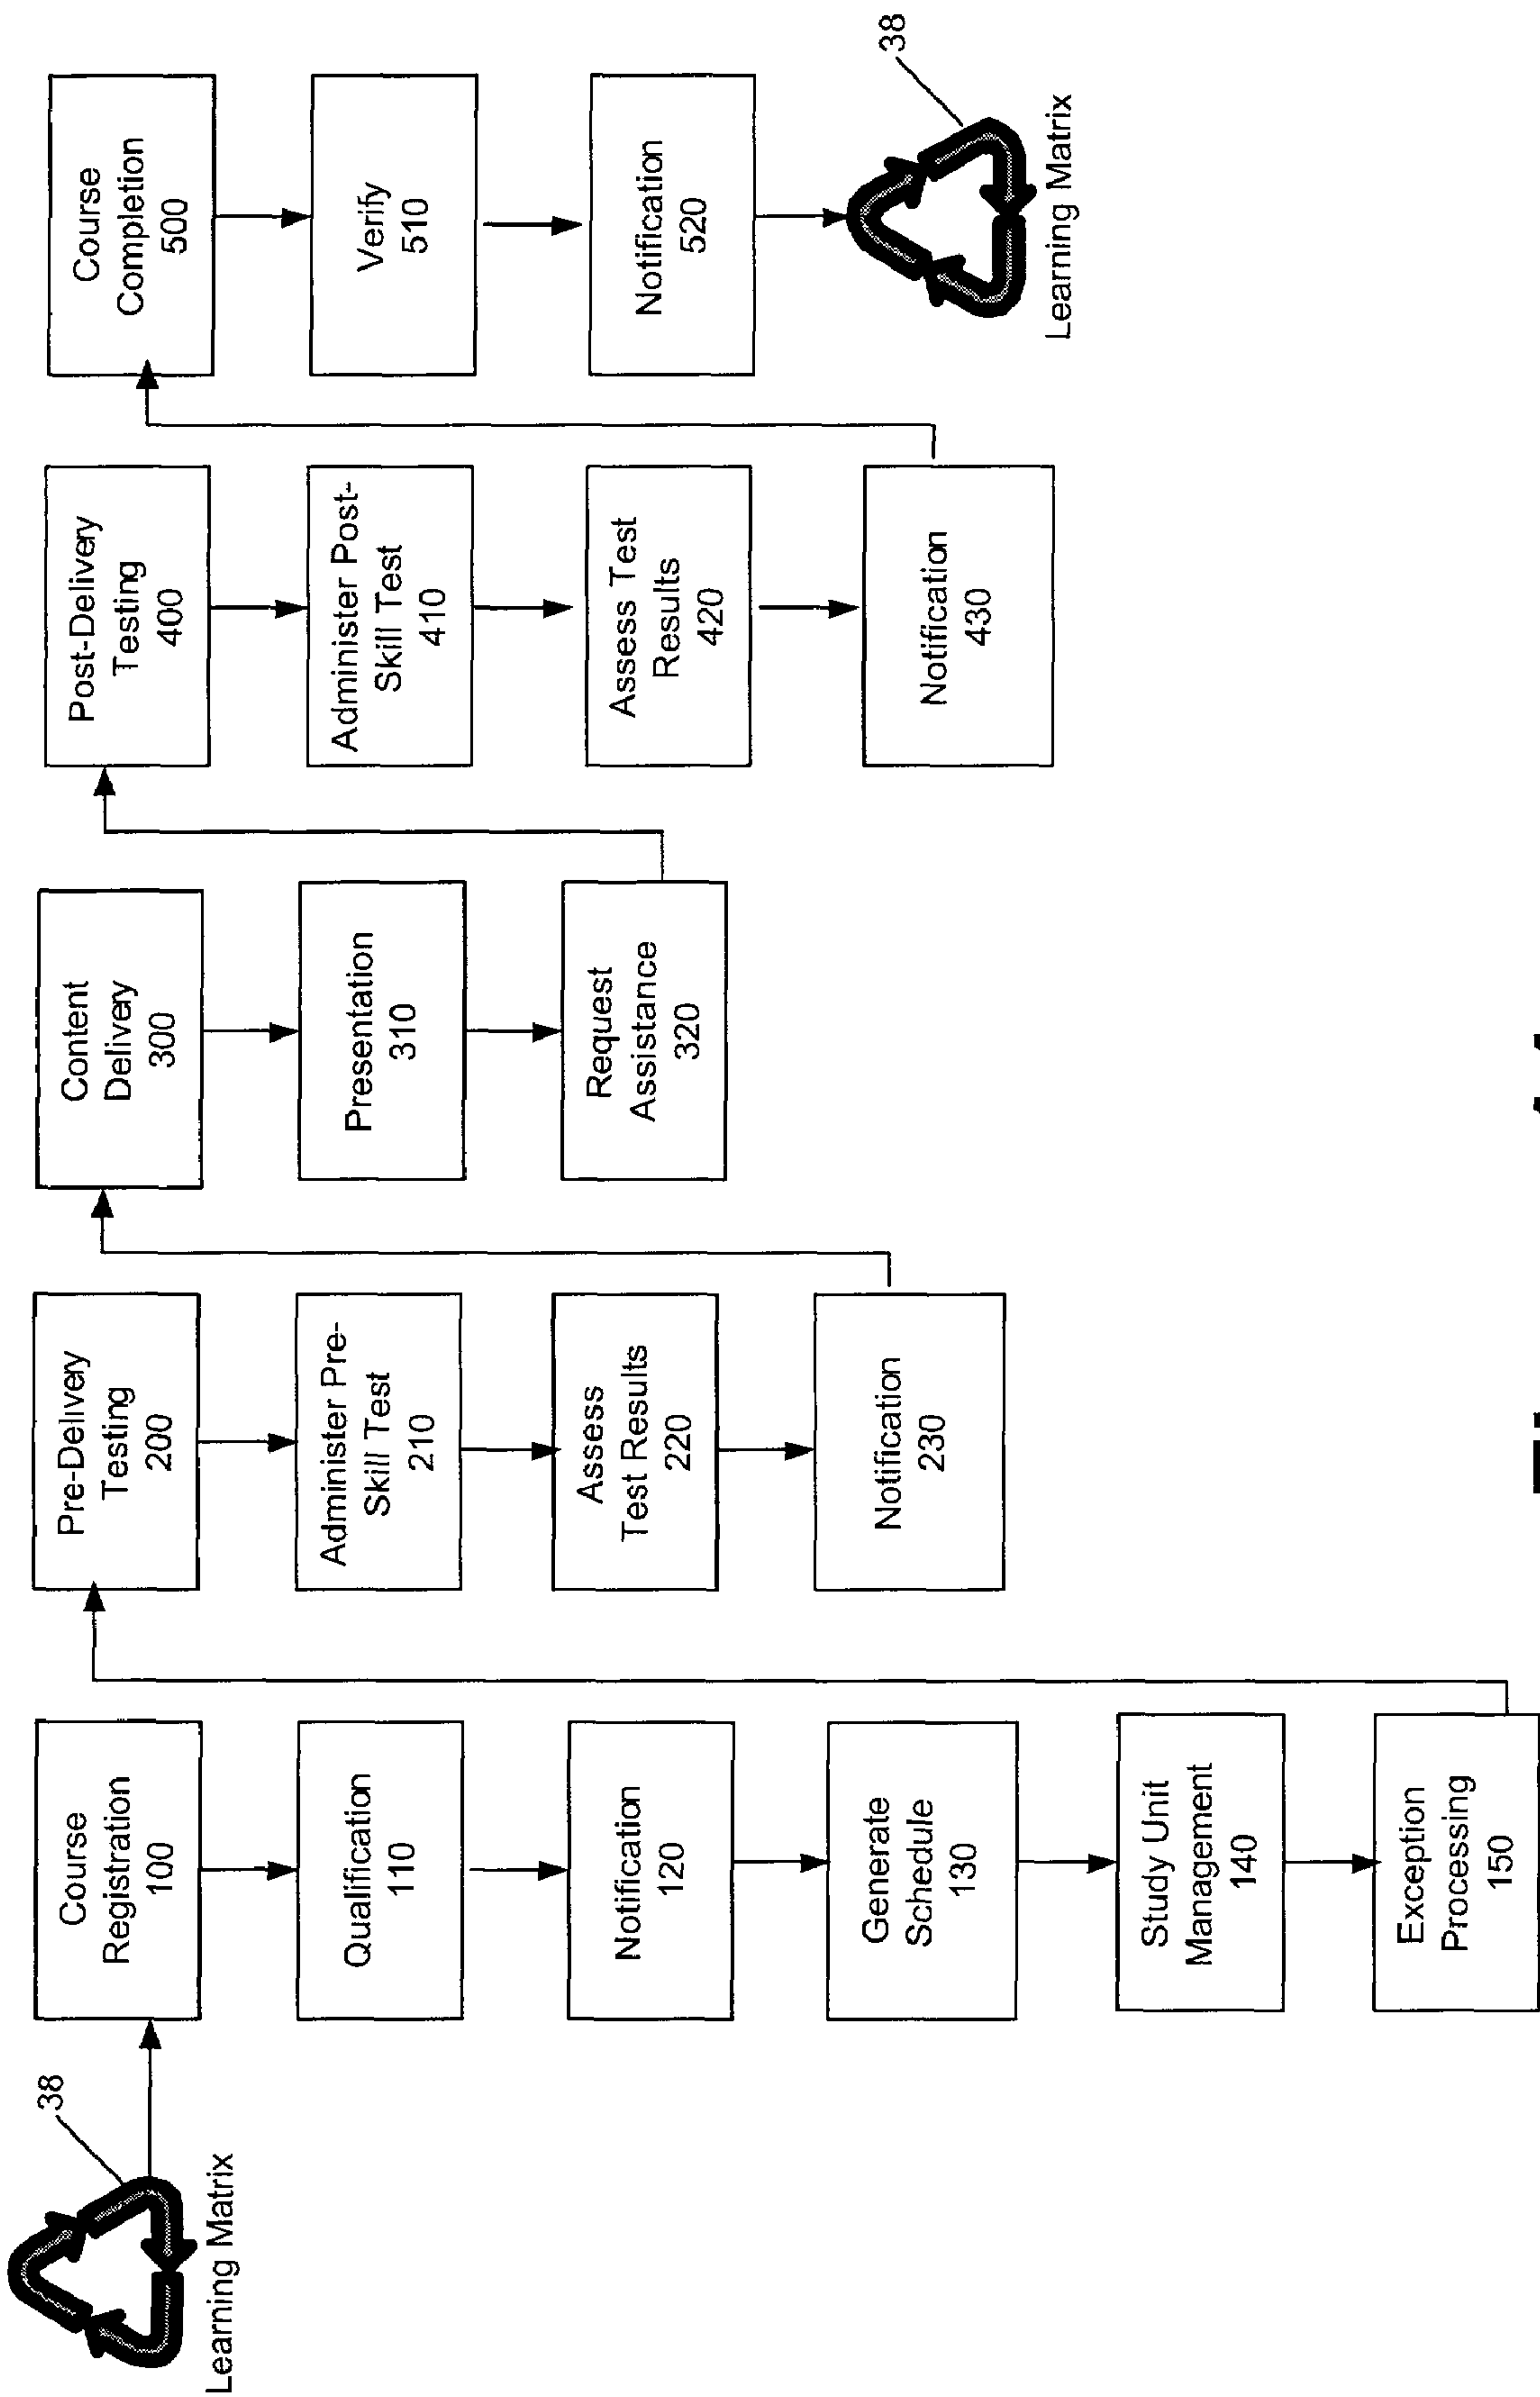 38
Learning Matrix
Course
Registration
100
Qualification
110
Notification
120
Generate
Schedule
130
Study Unit
Management
140
Exception
Processing
150
Pre-Delivery
Testing
200
Administer Pre-
Skill Test
210
Assess
Test Results
220
Notification
230
Content
Delivery
300
Presentation
310
Request
Assistance
320
Post-Delivery
Testing
400
Administer Post-
Skill Test
410
Assess Test
Results
420
Notification
430
Course
Completion
500
Verify
510
Notification
520
38
Learning Matrix